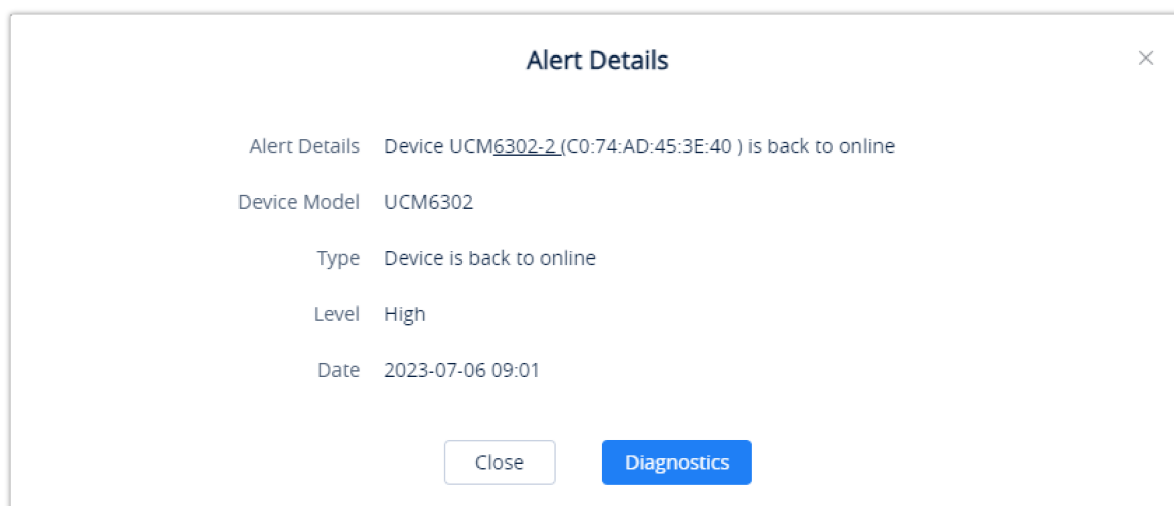 Alert Details
Alert Details Device UCM6302-2 (C0:74:AD:45:3E:40 ) is back to online
Device Model UCM6302
Type Device is back to online
Level High
Date 2023-07-06 09:01
Close Diagnostics